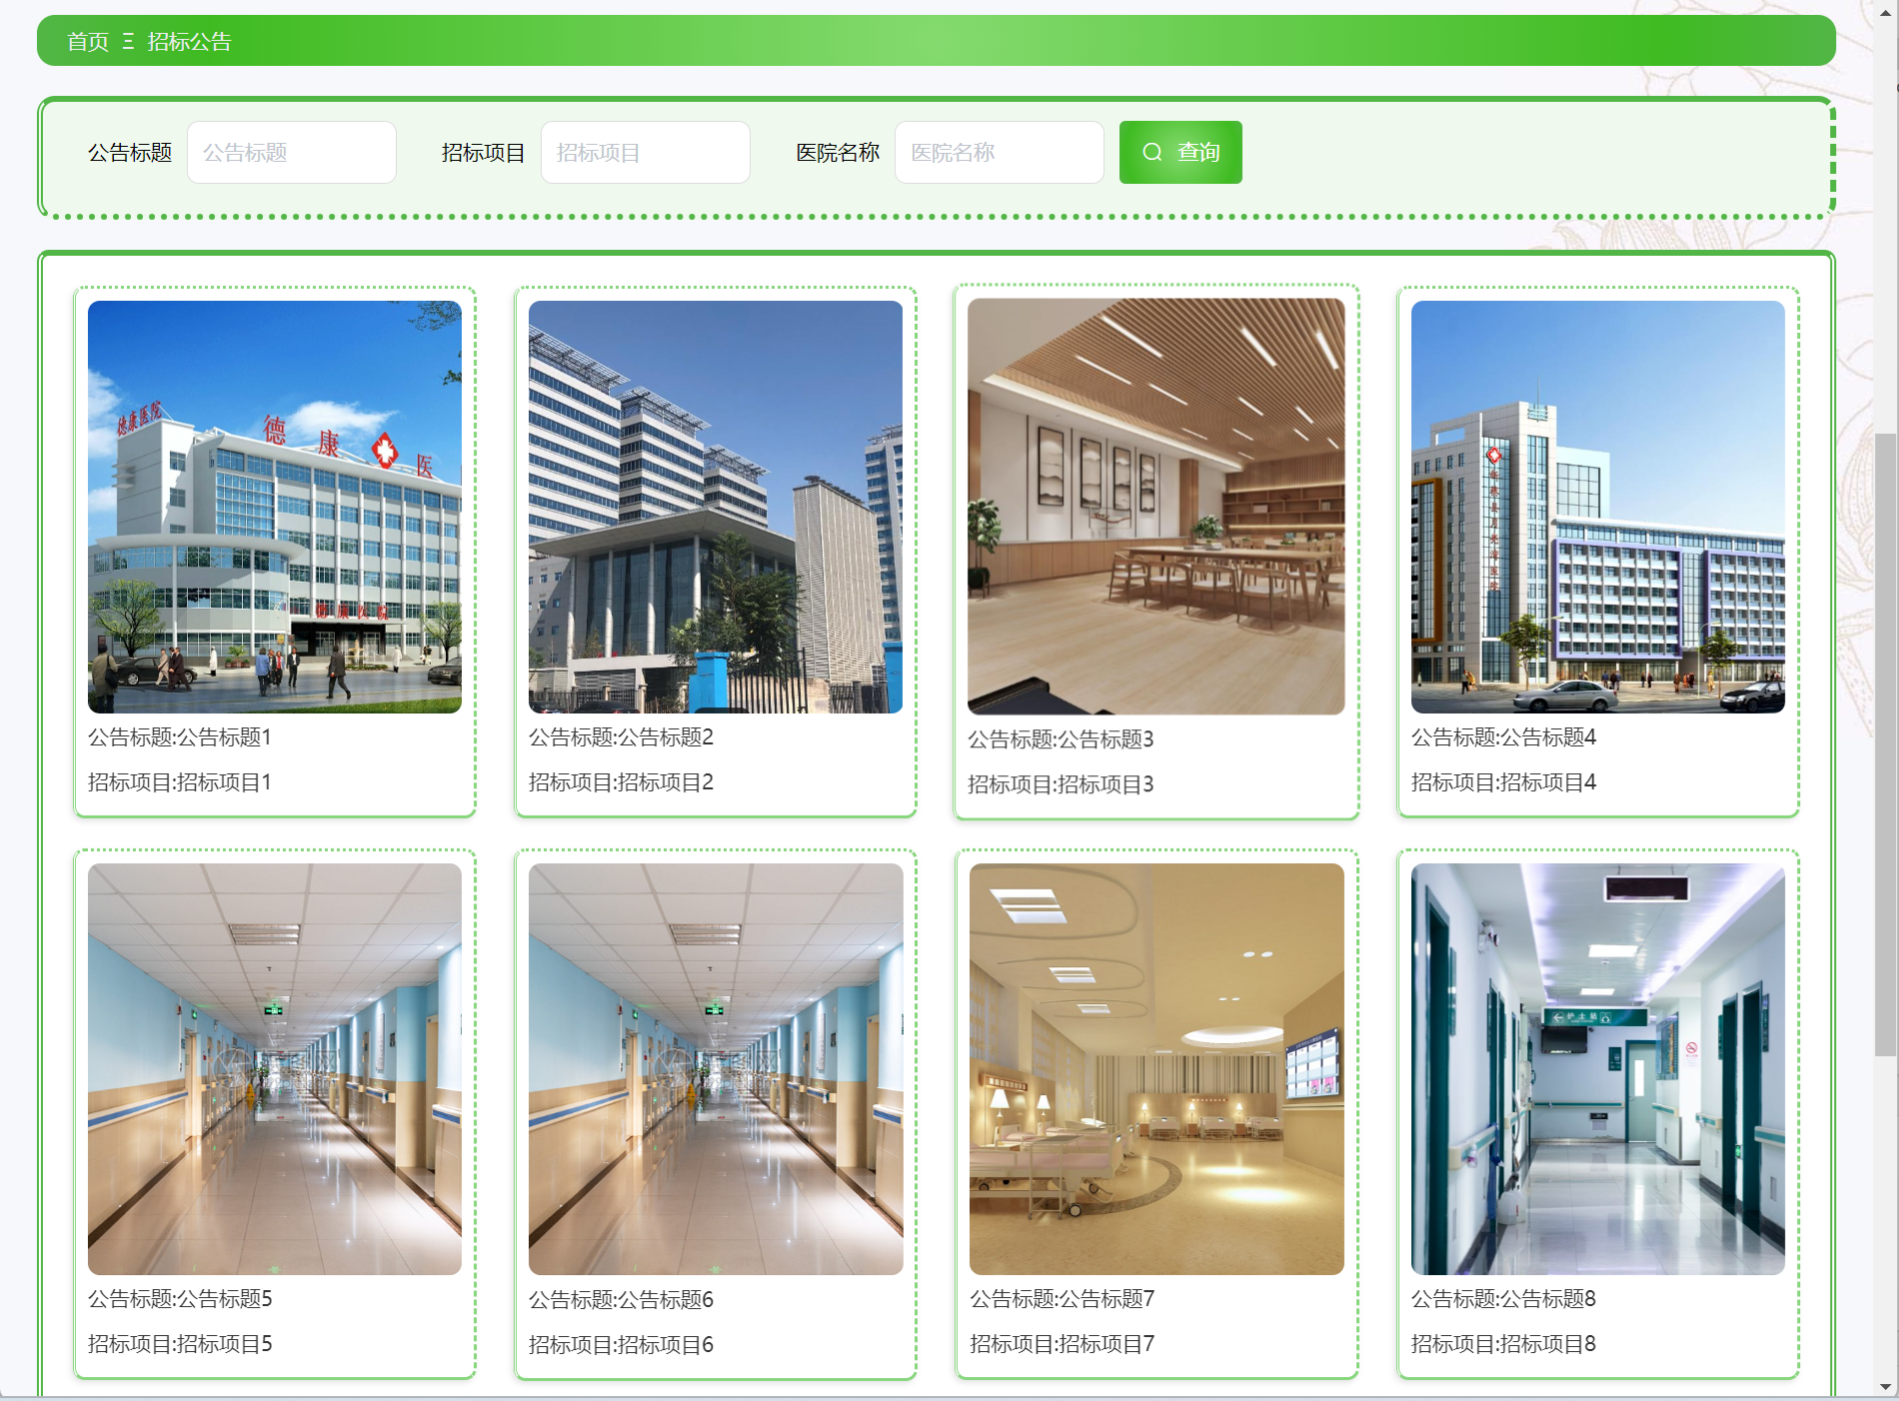 首页 Ξ 招标公告
公告标题 公告标题 招标项目 招标项目 医院名称 医院名称 查询
德康医院
德 康 医
德康医院
公告标题:公告标题1
招标项目:招标项目1
公告标题:公告标题2
招标项目:招标项目2
公告标题:公告标题3
招标项目:招标项目3
公告标题:公告标题4
招标项目:招标项目4
护士站
公告标题:公告标题5
招标项目:招标项目5
公告标题:公告标题6
招标项目:招标项目6
公告标题:公告标题7
招标项目:招标项目7
公告标题:公告标题8
招标项目:招标项目8